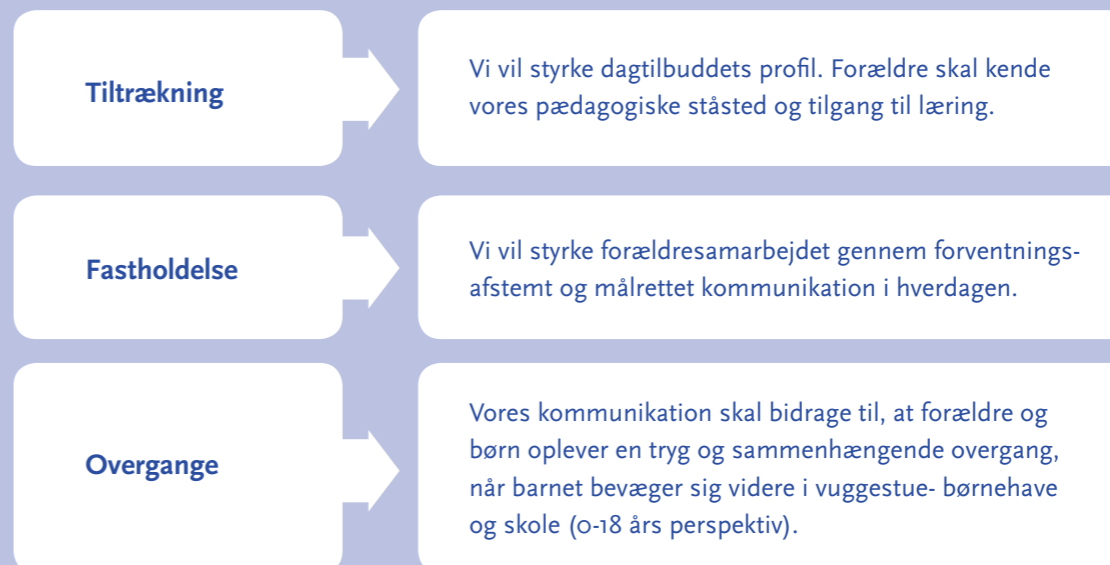 Tiltrækning
Vi vil styrke dagtilbuddets profil. Forældre skal kende
vores pædagogiske ståsted og tilgang til læring.
Fastholdelse
Vi vil styrke forældresamarbejdet gennem forventnings-
afstemt og målrettet kommunikation i hverdagen.
Overgange
Vores kommunikation skal bidrage til, at forældre og
børn oplever en tryg og sammenhængende overgang,
når barnet bevæger sig videre i vuggestue- børnehave
og skole (0-18 års perspektiv).